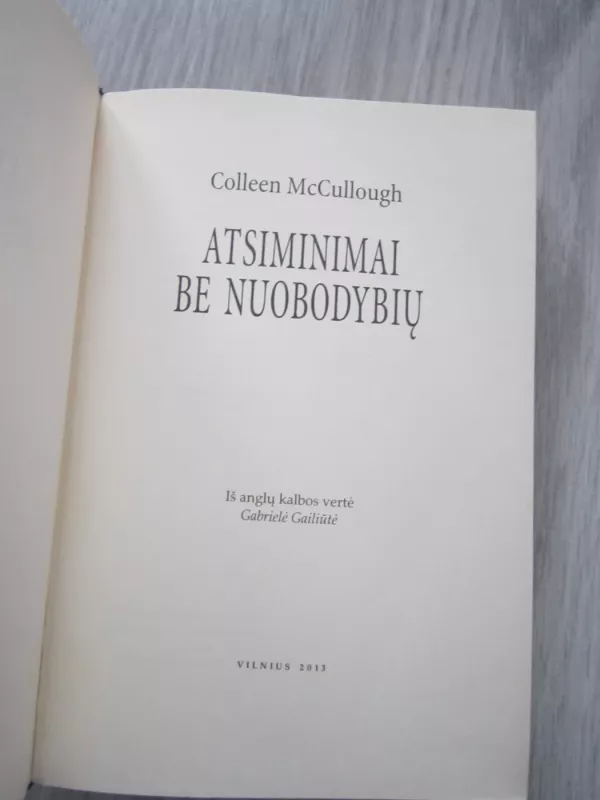 Colleen McCullough
ATSIMINIMAI
BE NUOBODYBIŲ
Iš anglų kalbos vertė
Gabrielė Gailiūtė
VILNIUS 2013